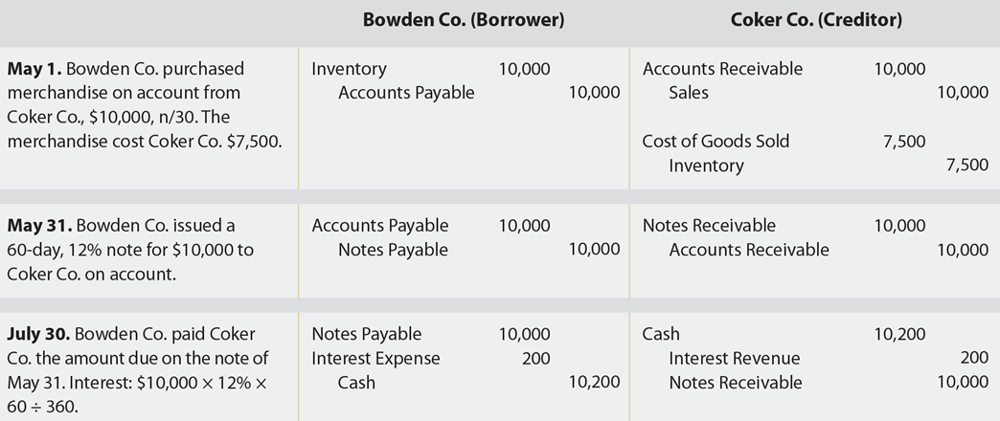 Bowden Co. (Borrower) Coker Co. (Creditor)
May 1. Bowden Co. purchased Inventory 10,000 Accounts Receivable 10,000
merchandise on account from Accounts Payable 10,000 Sales 10,000
Coker Co., $10,000, n/30. The
merchandise cost Coker Co. $7,500. Cost of Goods Sold 7,500
Inventory 7,500
May 31. Bowden Co. issued a Accounts Payable 10,000 Notes Receivable 10,000
60-day, 12% note for $10,000 to Notes Payable 10,000 Accounts Receivable 10,000
Coker Co. on account.
July 30. Bowden Co. paid Coker Notes Payable 10,000 Cash 10,200
Co. the amount due on the note of Interest Expense 200 Interest Revenue 200
May 31. Interest: $10,000 × 12% × Cash 10,200 Notes Receivable 10,000
60 ÷ 360.